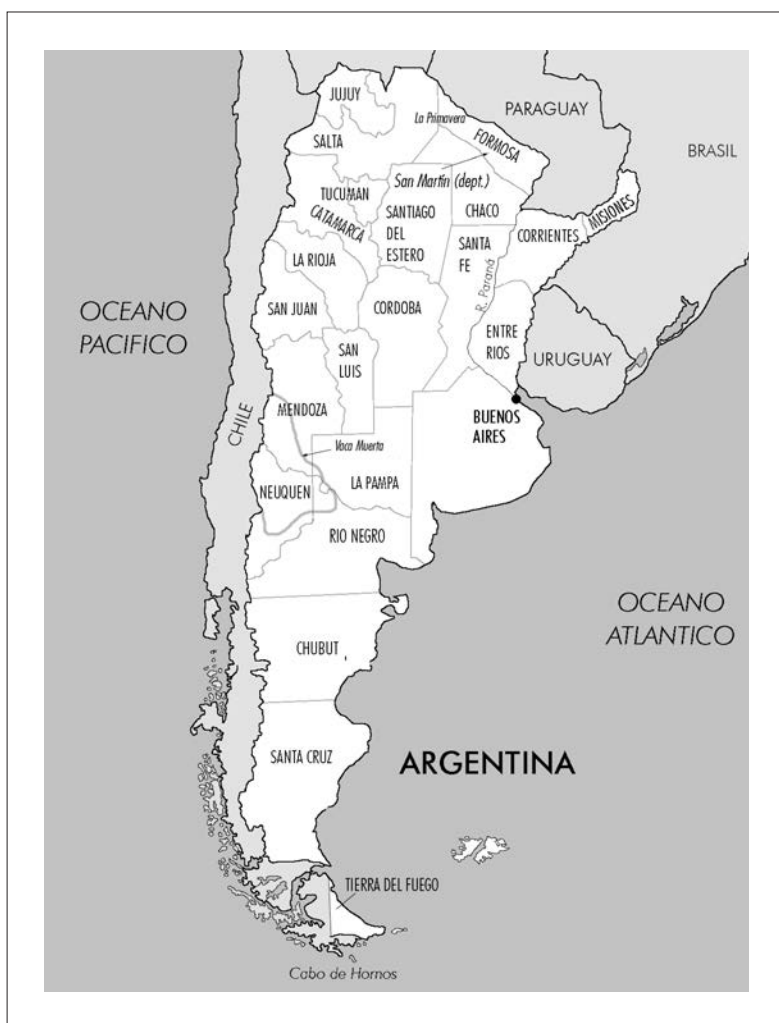 JUJUY
PARAGUAY
La Primavera
FORMOSA
SALTA
BRASIL
San Martín (dept.)
TUCUMAN
MISIONES
CATAMARCA
SANTIAGO
DEL
ESTERO
CHACO
CORRIENTES
SANTA
FE
LA RIOJA
R. Paraná
OCEANO
PACIFICO
SAN JUAN
CORDOBA
ENTRE
RIOS
URUGUAY
SAN
LUIS
CHILE
MENDOZA
BUENOS
AIRES
Vaca Muerta
NEUQUEN
LA PAMPA
RIO NEGRO
OCEANO
ATLANTICO
CHUBUT
SANTA CRUZ
ARGENTINA
TIERRA DEL FUEGO
Cabo de Hornos